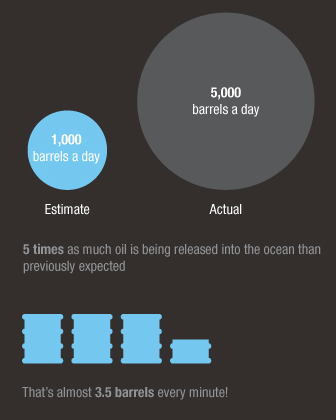 5,000
barrels a day
1,000
barrels a day
Estimate
Actual
5 times as much oil is being released into the ocean than
previously expected
That's almost 3.5 barrels every minute!